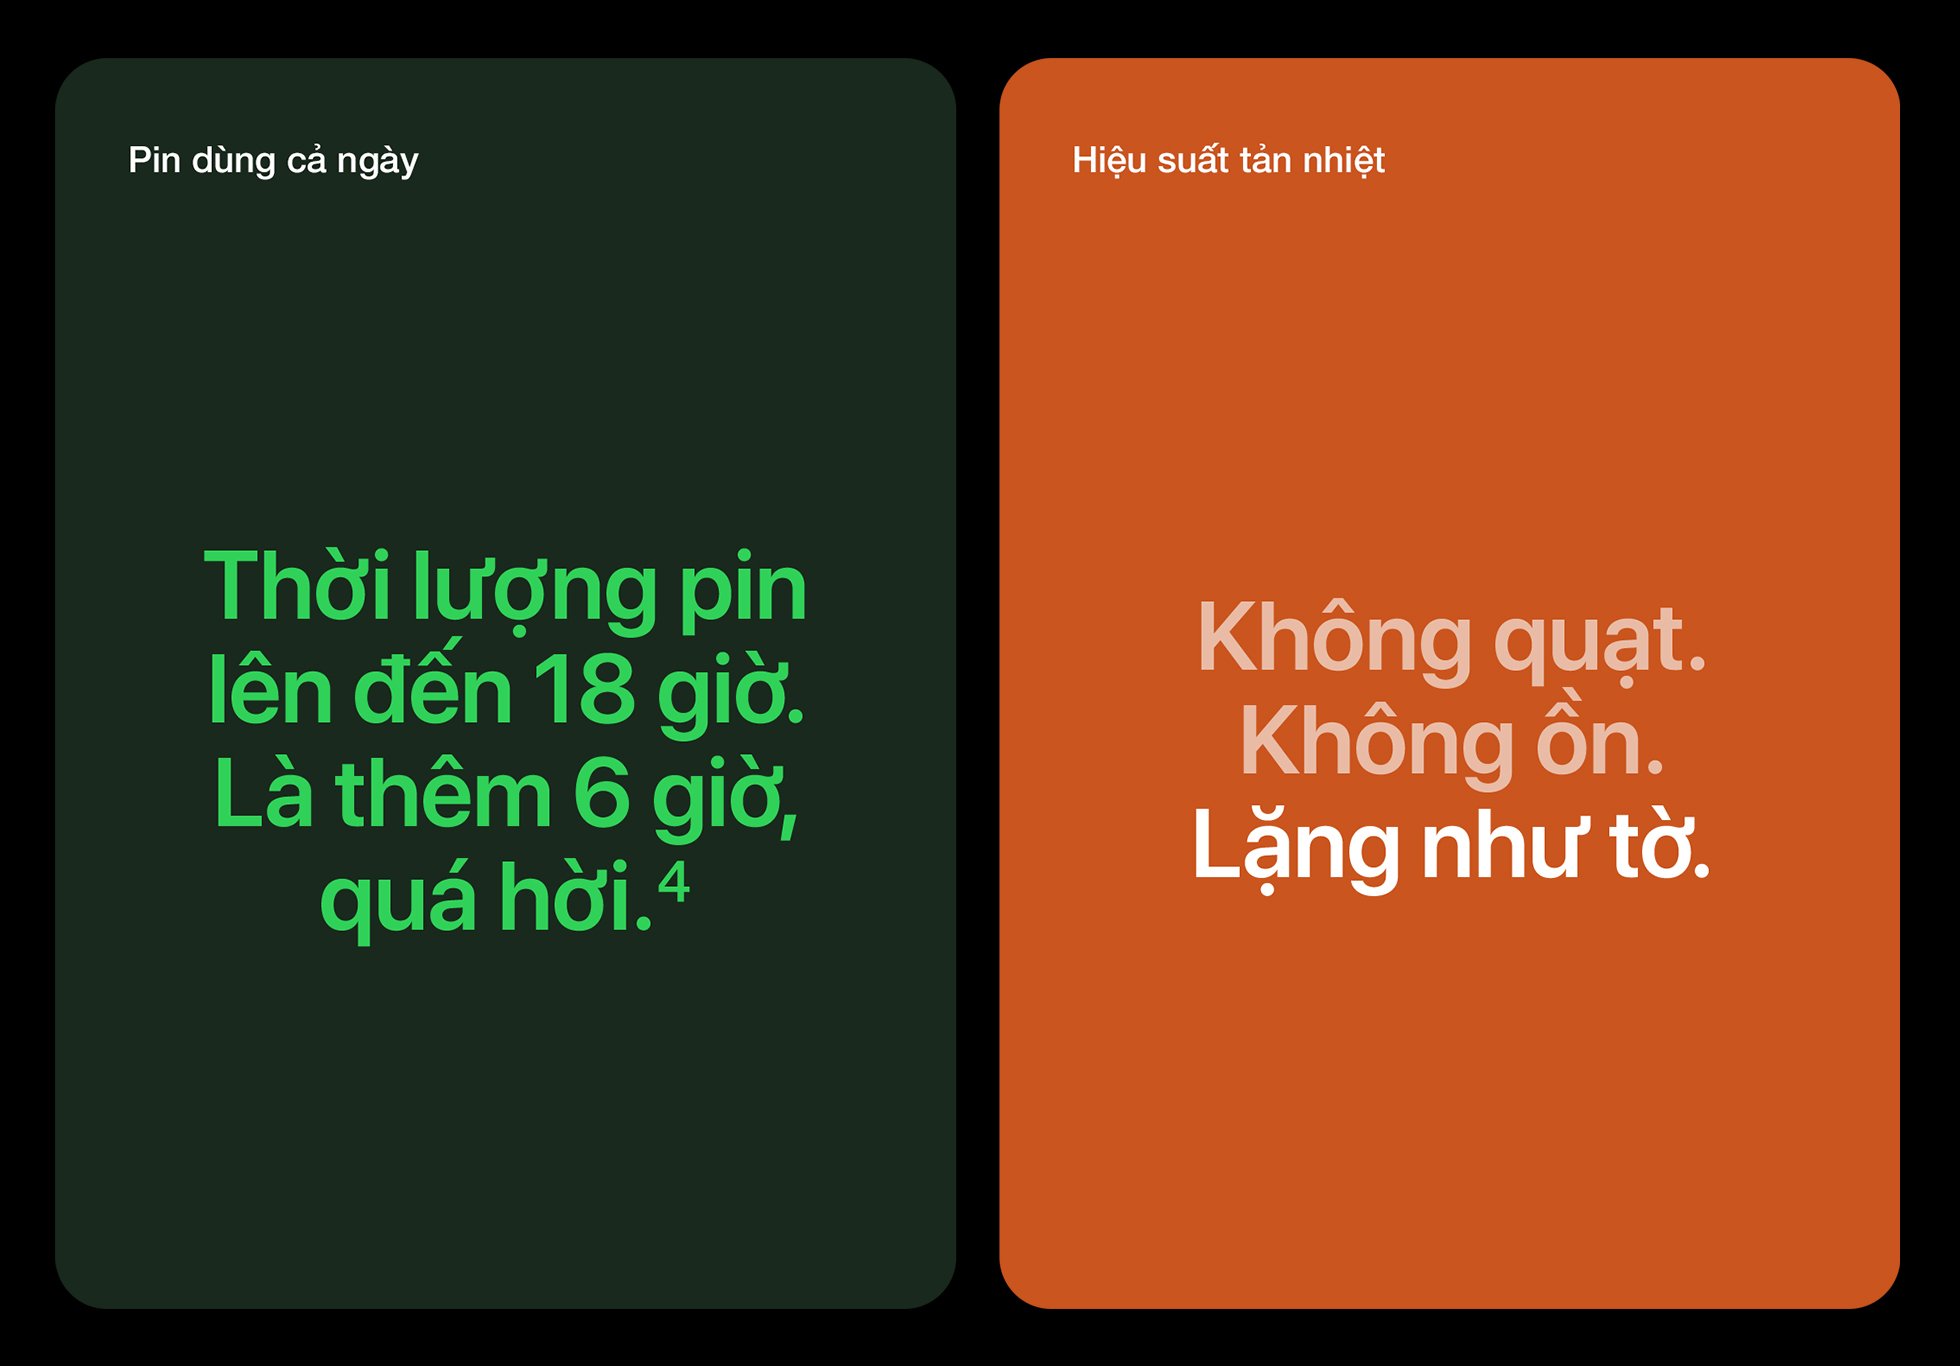 Pin dùng cả ngày
Thời lượng pin
lên đến 18 giờ.
Là thêm 6 giờ,
quá hời.⁴
Hiệu suất tản nhiệt
Không quạt.
Không ồn.
Lặng như tờ.